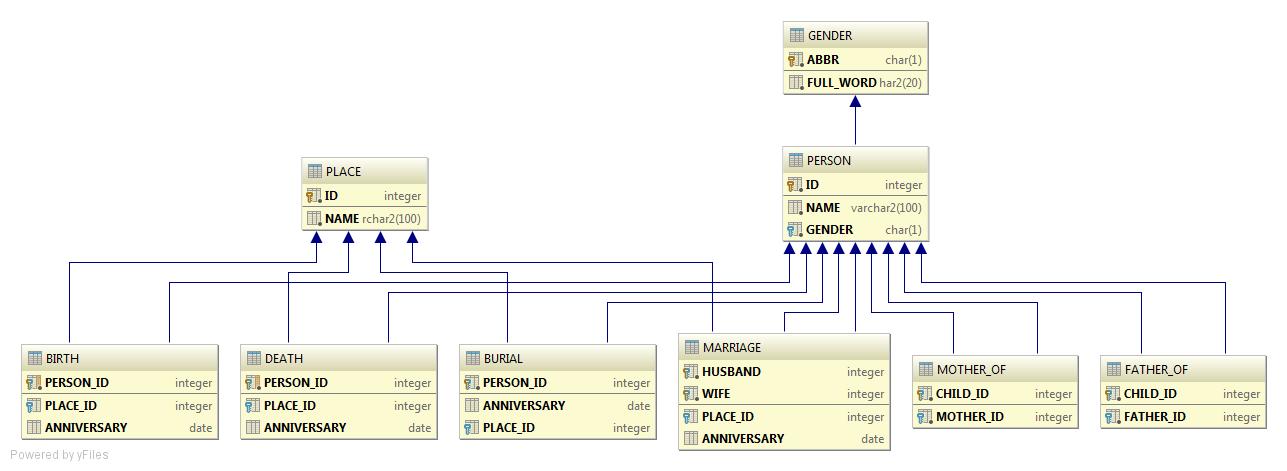 GENDER
ABBR char(1)
FULL_WORD har2(20)
PLACE
ID integer
NAME rchar2(100)
PERSON
ID integer
NAME varchar2(100)
GENDER char(1)
BIRTH
PERSON_ID integer
PLACE_ID integer
ANNIVERSARY date
DEATH
PERSON_ID integer
PLACE_ID integer
ANNIVERSARY date
BURIAL
PERSON_ID integer
ANNIVERSARY date
PLACE_ID integer
MARRIAGE
HUSBAND integer
WIFE integer
PLACE_ID integer
ANNIVERSARY date
MOTHER_OF
CHILD_ID integer
MOTHER_ID integer
FATHER_OF
CHILD_ID integer
FATHER_ID integer
Powered by yFiles